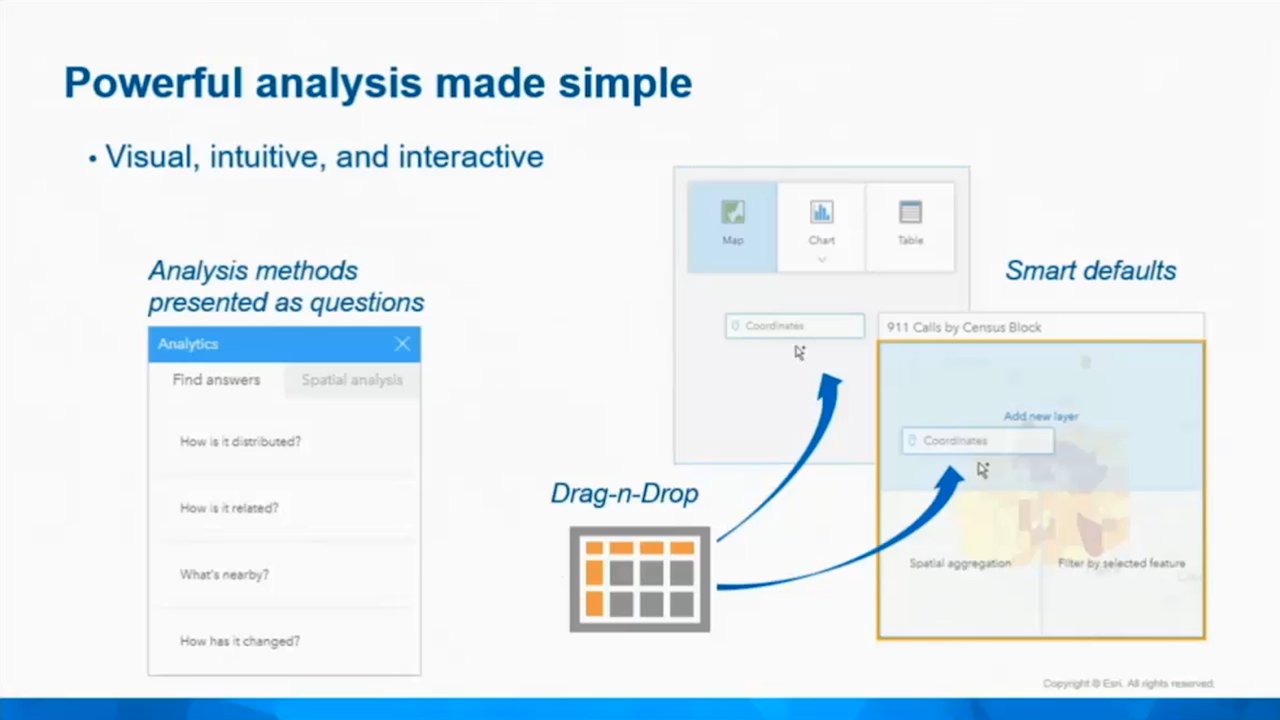 Powerful analysis made simple
• Visual, intuitive, and interactive
Analysis methods
presented as questions
Analytics
Find answers
Spatial analysis
How is it distributed?
How is it related?
What's nearby?
How has it changed?
Drag-n-Drop
Map
Chart
Table
Coordinates
Smart defaults
911 Calls by Census Block
Add new layer
Coordinates
Spatial aggregation
Filter by selected feature
Copyright © Esri. All rights reserved.